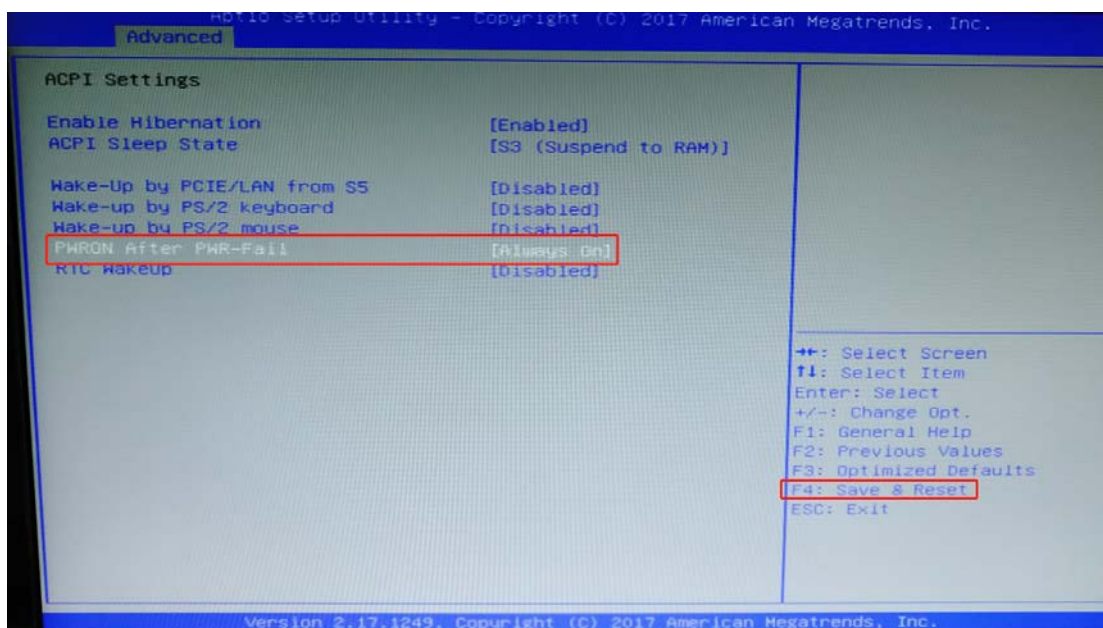 Aptio Setup Utility – Copyright (C) 2017 American Megatrends, Inc.
Advanced
ACPI Settings
Enable Hibernation [Enabled]
ACPI Sleep State [S3 (Suspend to RAM)]
Wake-Up by PCIE/LAN from S5 [Disabled]
Wake-up by PS/2 keyboard [Disabled]
Wake-up by PS/2 mouse [Disabled]
PWRON After PWR-Fail [Always On]
RTC Wakeup [Disabled]
→←: Select Screen
↑↓: Select Item
Enter: Select
+/-: Change Opt.
F1: General Help
F2: Previous Values
F3: Optimized Defaults
F4: Save & Reset
ESC: Exit
Version 2.17.1249. Copyright (C) 2017 American Megatrends, Inc.